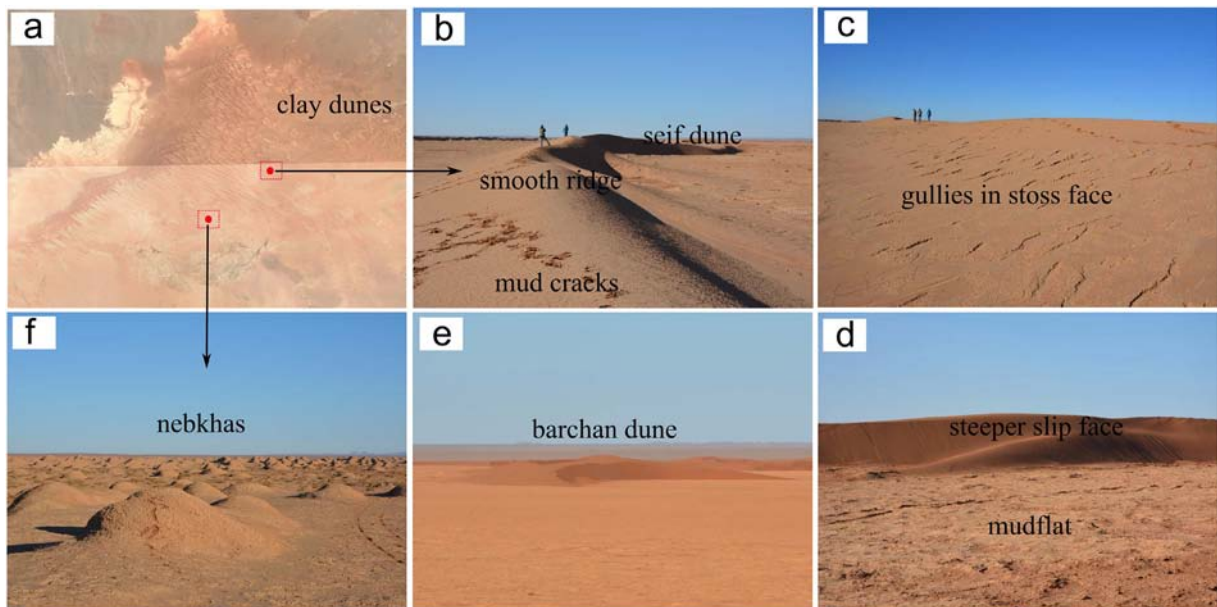 a
clay dunes
b
seif dune
smooth ridge
mud cracks
c
gullies in stoss face
f
nebkhas
e
barchan dune
d
steeper slip face
mudflat